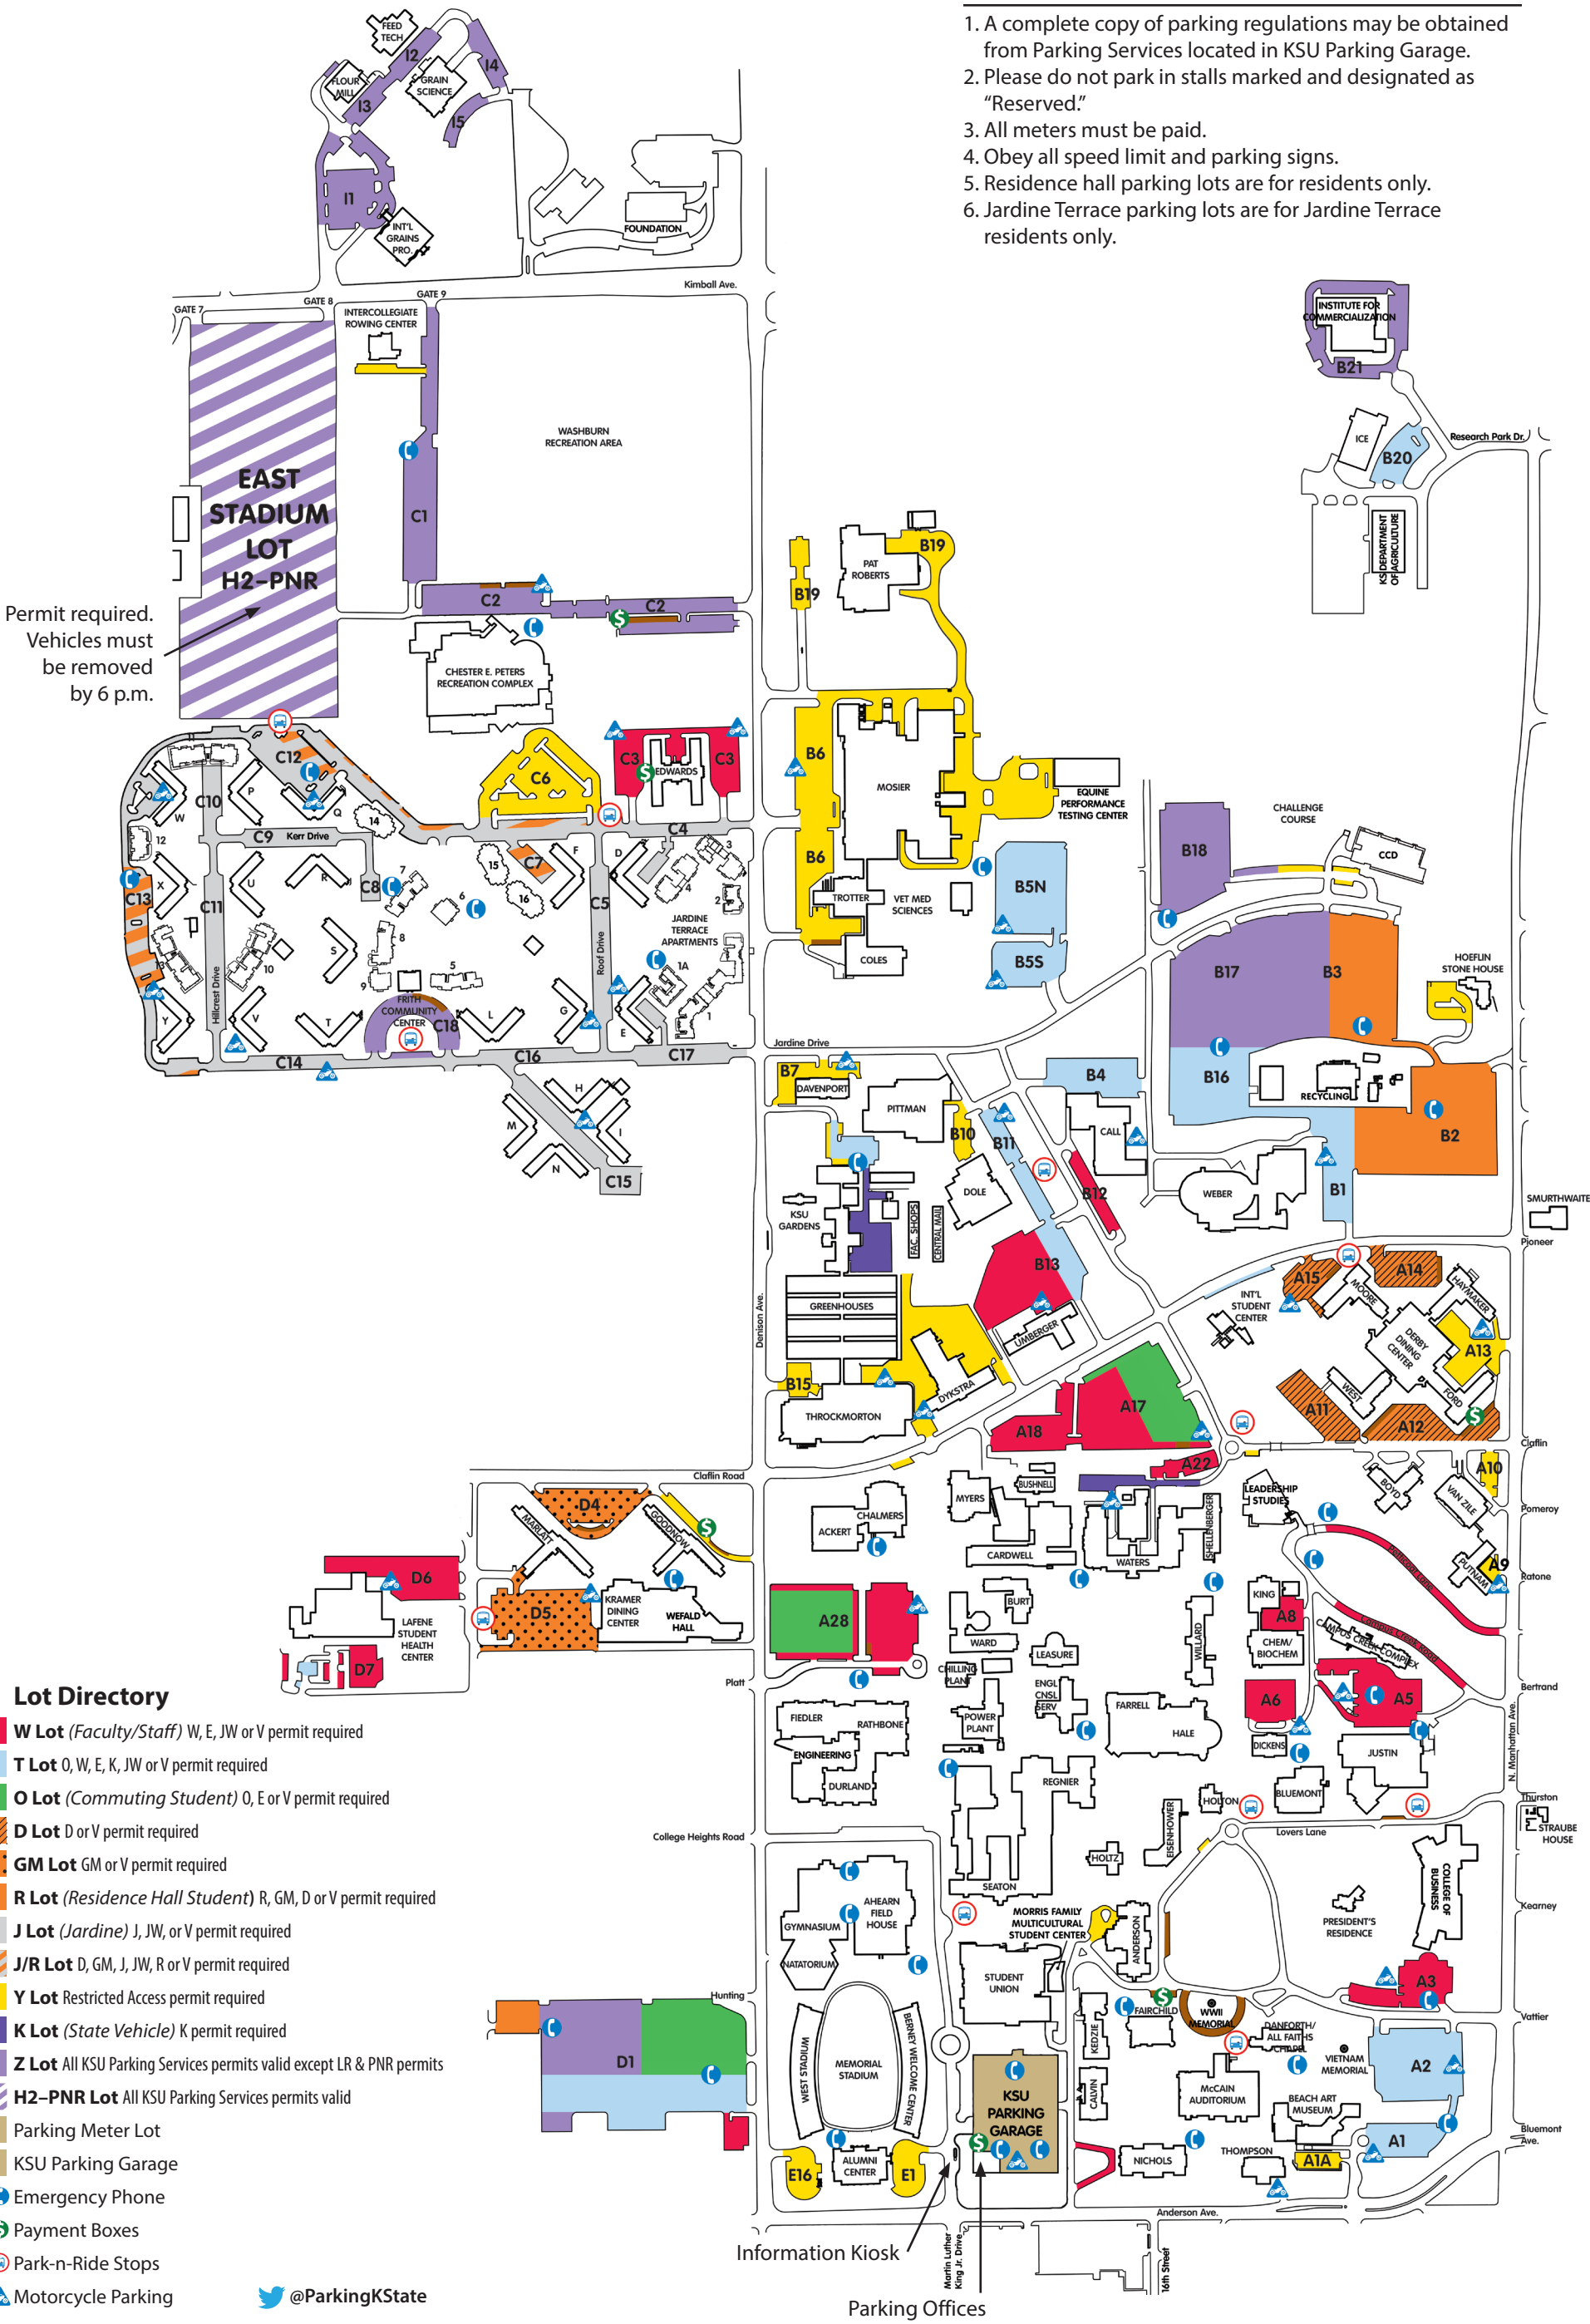 1. A complete copy of parking regulations may be obtained
from Parking Services located in KSU Parking Garage.
2. Please do not park in stalls marked and designated as
“Reserved.”
3. All meters must be paid.
4. Obey all speed limit and parking signs.
5. Residence hall parking lots are for residents only.
6. Jardine Terrace parking lots are for Jardine Terrace
residents only.
FEED
TECH
I2
I4
FLOUR
MILL
GRAIN
SCIENCE
I3
I5
I1
INT'L
GRAINS
PRO.
FOUNDATION
Kimball Ave.
GATE 7
GATE 8
GATE 9
INTERCOLLEGIATE
ROWING CENTER
INSTITUTE FOR
COMMERCIALIZATION
B21
WASHBURN
RECREATION AREA
ICE
B20
Research Park Dr.
KS DEPARTMENT
OF AGRICULTURE
EAST
STADIUM
LOT
H2–PNR
C1
Permit required.
Vehicles must
be removed
by 6 p.m.
C2
C2
CHESTER E. PETERS
RECREATION COMPLEX
PAT
ROBERTS
B19
B19
C12
C6
C3
EDWARDS
C3
B6
MOSIER
EQUINE
PERFORMANCE
TESTING CENTER
11
P
C10
W
Q
14
C9
Kerr Drive
C4
12
X
U
R
C8
7
15
C7
F
D
3
4
16
2
C13
C11
6
C5
JARDINE
TERRACE
APARTMENTS
S
8
13
10
9
5
Roof Drive
1A
Hillcrest Drive
FRITH
COMMUNITY
CENTER
C18
Y
V
T
L
G
E
1
C14
C16
C17
H
M
I
N
C15
B6
TROTTER
VET MED
SCIENCES
COLES
B5N
B5S
B18
CHALLENGE
COURSE
CCD
B17
B3
HOEFLIN
STONE HOUSE
Jardine Drive
B7
DAVENPORT
PITTMAN
B10
B11
B4
CALL
B16
RECYCLING
B2
B12
DOLE
KSU
GARDENS
FAC. SHOPS
CENTRAL MAIL
WEBER
B1
SMURTHWAITE
Pioneer
B13
UMBERGER
GREENHOUSES
Denison Ave.
A15
A14
MOORE
HAYMAKER
INT'L
STUDENT
CENTER
DERBY
DINING
CENTER
A13
B15
DYKSTRA
THROCKMORTON
A17
A18
A11
WEST
FORD
A12
Claflin
A22
Claflin Road
D4
MARLATT
GOODNOW
D6
D5
KRAMER
DINING
CENTER
WEFALD
HALL
LAFENE
STUDENT
HEALTH
CENTER
D7
CHALMERS
ACKERT
MYERS
BUSHNELL
CARDWELL
WATERS
SHELLENBERGER
LEADERSHIP
STUDIES
BOYD
VAN ZILE
A10
Pomeroy
PUTNAM
A9
Ratone
A28
BURT
WARD
LEASURE
WILLARD
KING
A8
CHEM/
BIOCHEM
CAMPUS CREEK COMPLEX
Campus Creek Road
CHILLING
PLANT
ENGL
CNSL
SERV
A6
A5
Bertrand
Platt
FIEDLER
RATHBONE
ENGINEERING
DURLAND
POWER
PLANT
FARRELL
HALE
DICKENS
JUSTIN
N. Manhattan Ave.
REGNIER
HOLTON
BLUEMONT
Thurston
STRAUBE
HOUSE
EISENHOWER
Lovers Lane
College Heights Road
HOLTZ
SEATON
COLLEGE OF
BUSINESS
AHEARN
FIELD
HOUSE
GYMNASIUM
NATATORIUM
MORRIS FAMILY
MULTICULTURAL
STUDENT CENTER
ANDERSON
PRESIDENT'S
RESIDENCE
Kearney
STUDENT
UNION
A3
Hunting
D1
FAIRCHILD
WWII
MEMORIAL
DANFORTH/
ALL FAITHS
CHAPEL
Vattier
KEDZIE
VIETNAM
MEMORIAL
A2
WEST STADIUM
MEMORIAL
STADIUM
BERNEY WELCOME CENTER
KSU
PARKING
GARAGE
CALVIN
McCAIN
AUDITORIUM
BEACH ART
MUSEUM
A1
Bluemont
Ave.
E16
ALUMNI
CENTER
E1
NICHOLS
THOMPSON
A1A
Anderson Ave.
Information Kiosk
Martin Luther
King Jr. Drive
16th Street
Parking Offices
Lot Directory
W Lot (Faculty/Staff) W, E, JW or V permit required
T Lot O, W, E, K, JW or V permit required
O Lot (Commuting Student) O, E or V permit required
D Lot D or V permit required
GM Lot GM or V permit required
R Lot (Residence Hall Student) R, GM, D or V permit required
J Lot (Jardine) J, JW, or V permit required
J/R Lot D, GM, J, JW, R or V permit required
Y Lot Restricted Access permit required
K Lot (State Vehicle) K permit required
Z Lot All KSU Parking Services permits valid except LR & PNR permits
H2–PNR Lot All KSU Parking Services permits valid
Parking Meter Lot
KSU Parking Garage
Emergency Phone
Payment Boxes
Park-n-Ride Stops
Motorcycle Parking
@ParkingKState